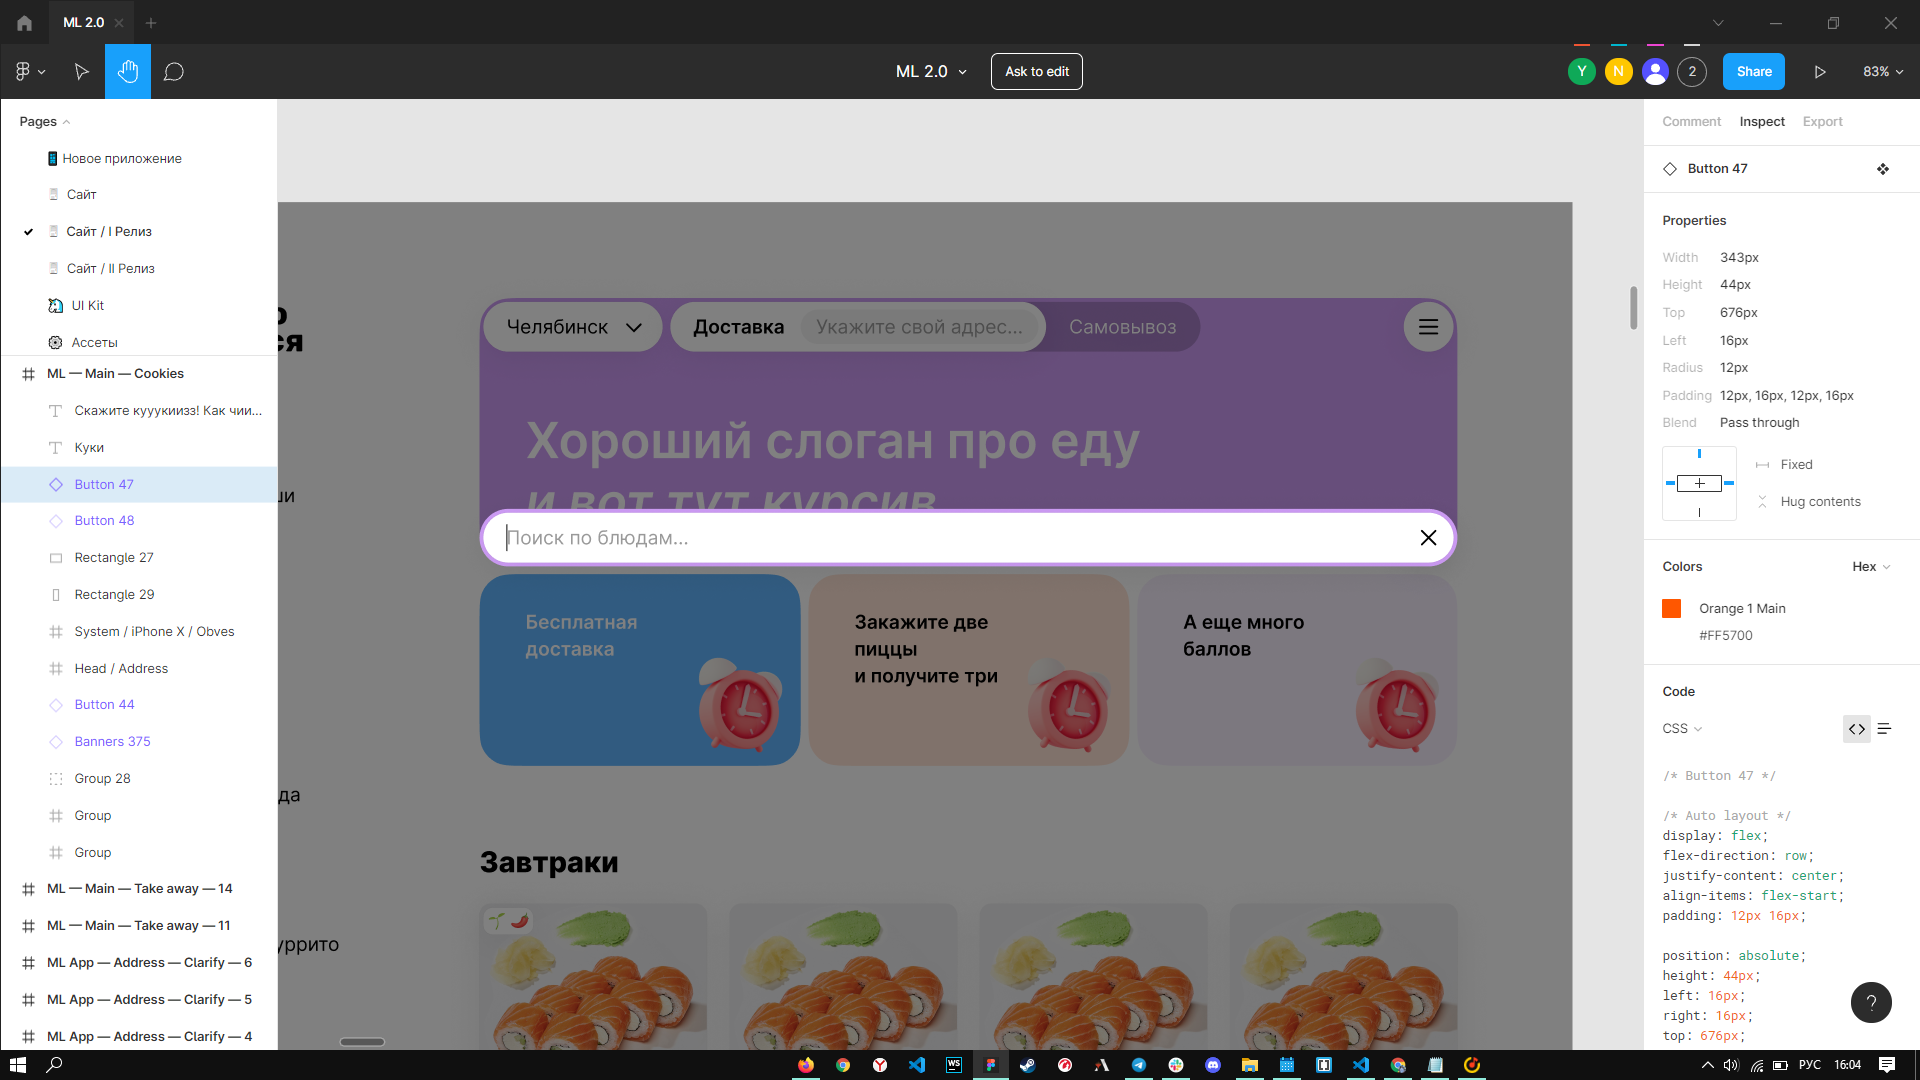 ML 2.0
ML 2.0
Ask to edit
Y
N
2
Share
83%
Pages
Новое приложение
Сайт
Сайт / I Релиз
Сайт / II Релиз
UI Kit
Ассеты
ML — Main — Cookies
Скажите кууукиизз! Как чии...
Куки
Button 47
Button 48
Rectangle 27
Rectangle 29
System / iPhone X / Obves
Head / Address
Button 44
Banners 375
Group 28
Group
Group
ML — Main — Take away — 14
ML — Main — Take away — 11
ML App — Address — Clarify — 6
ML App — Address — Clarify — 5
ML App — Address — Clarify — 4
ся
да
уррито
Челябинск
Доставка
Укажите свой адрес...
Самовывоз
Хороший слоган про еду
и вот тут курсив
Поиск по блюдам...
Бесплатная
доставка
Закажите две
пиццы
и получите три
А еще много
баллов
Завтраки
Comment
Inspect
Export
Button 47
Properties
Width 343px
Height 44px
Top 676px
Left 16px
Radius 12px
Padding 12px, 16px, 12px, 16px
Blend Pass through
Fixed
Hug contents
Colors
Hex
Orange 1 Main
#FF5700
Code
CSS
/* Button 47 */
/* Auto layout */
display: flex;
flex-direction: row;
justify-content: center;
align-items: flex-start;
padding: 12px 16px;
position: absolute;
height: 44px;
left: 16px;
right: 16px;
top: 676px;
?
WS
РУС
16:04